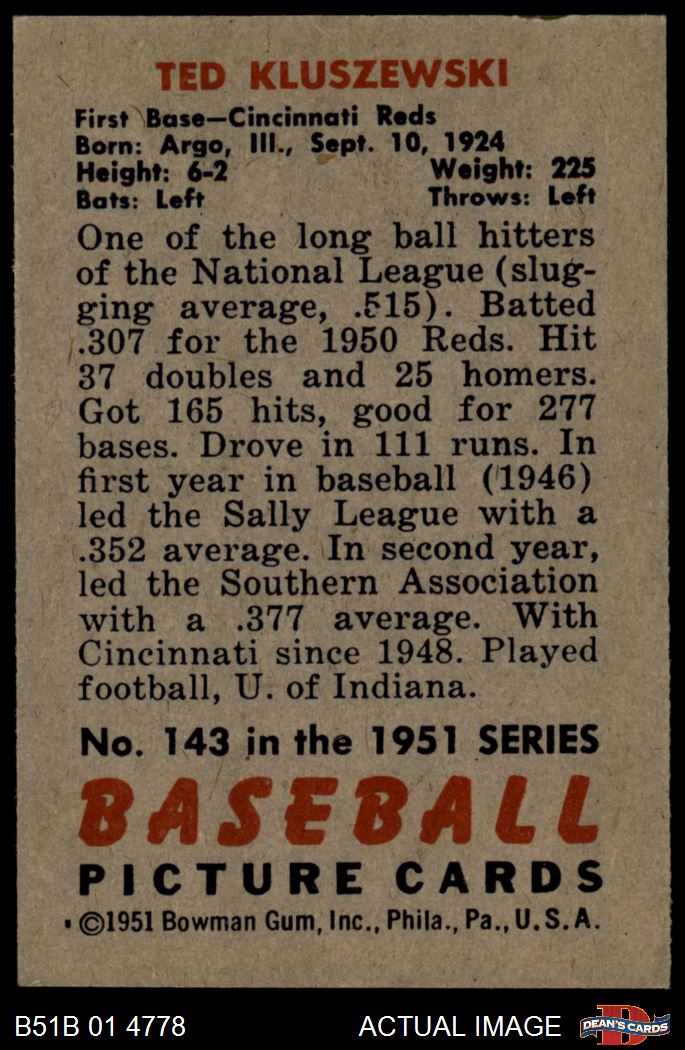 TED KLUSZEWSKI
First Base—Cincinnati Reds
Born: Argo, Ill., Sept. 10, 1924
Height: 6-2 Weight: 225
Bats: Left Throws: Left
One of the long ball hitters
of the National League (slug-
ging average, .515). Batted
.307 for the 1950 Reds. Hit
37 doubles and 25 homers.
Got 165 hits, good for 277
bases. Drove in 111 runs. In
first year in baseball (1946)
led the Sally League with a
.352 average. In second year,
led the Southern Association
with a .377 average. With
Cincinnati since 1948. Played
football, U. of Indiana.
No. 143 in the 1951 SERIES
BASEBALL
PICTURE CARDS
©1951 Bowman Gum, Inc., Phila., Pa., U.S.A.
B51B 01 4778 ACTUAL IMAGE DEAN'S CARDS